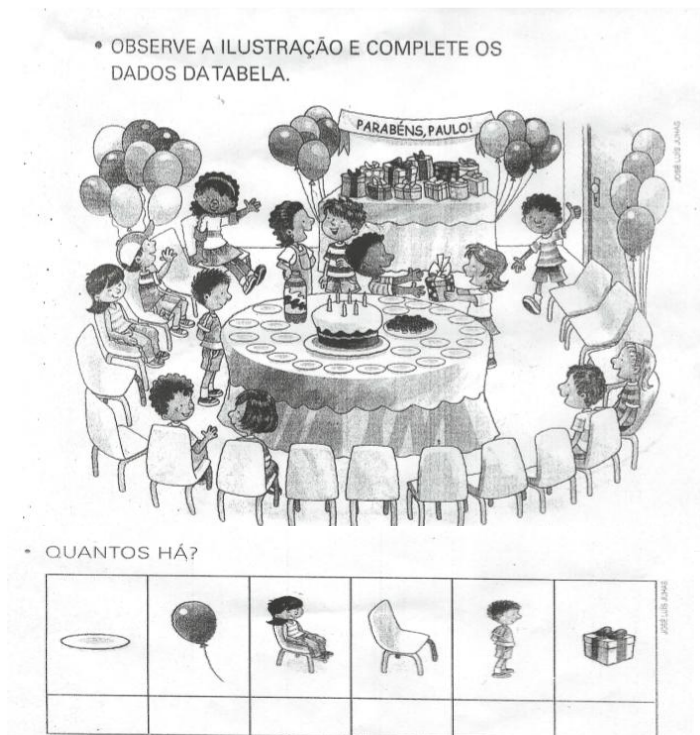 • OBSERVE A ILUSTRAÇÃO E COMPLETE OS
DADOS DA TABELA.
PARABÉNS, PAULO!
• QUANTOS HÁ?